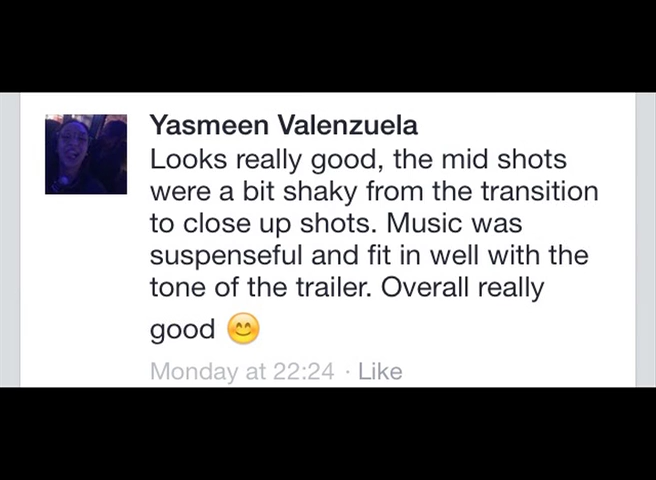 Yasmeen Valenzuela
Looks really good, the mid shots
were a bit shaky from the transition
to close up shots. Music was
suspenseful and fit in well with the
tone of the trailer. Overall really
good 😊
Monday at 22:24 · Like